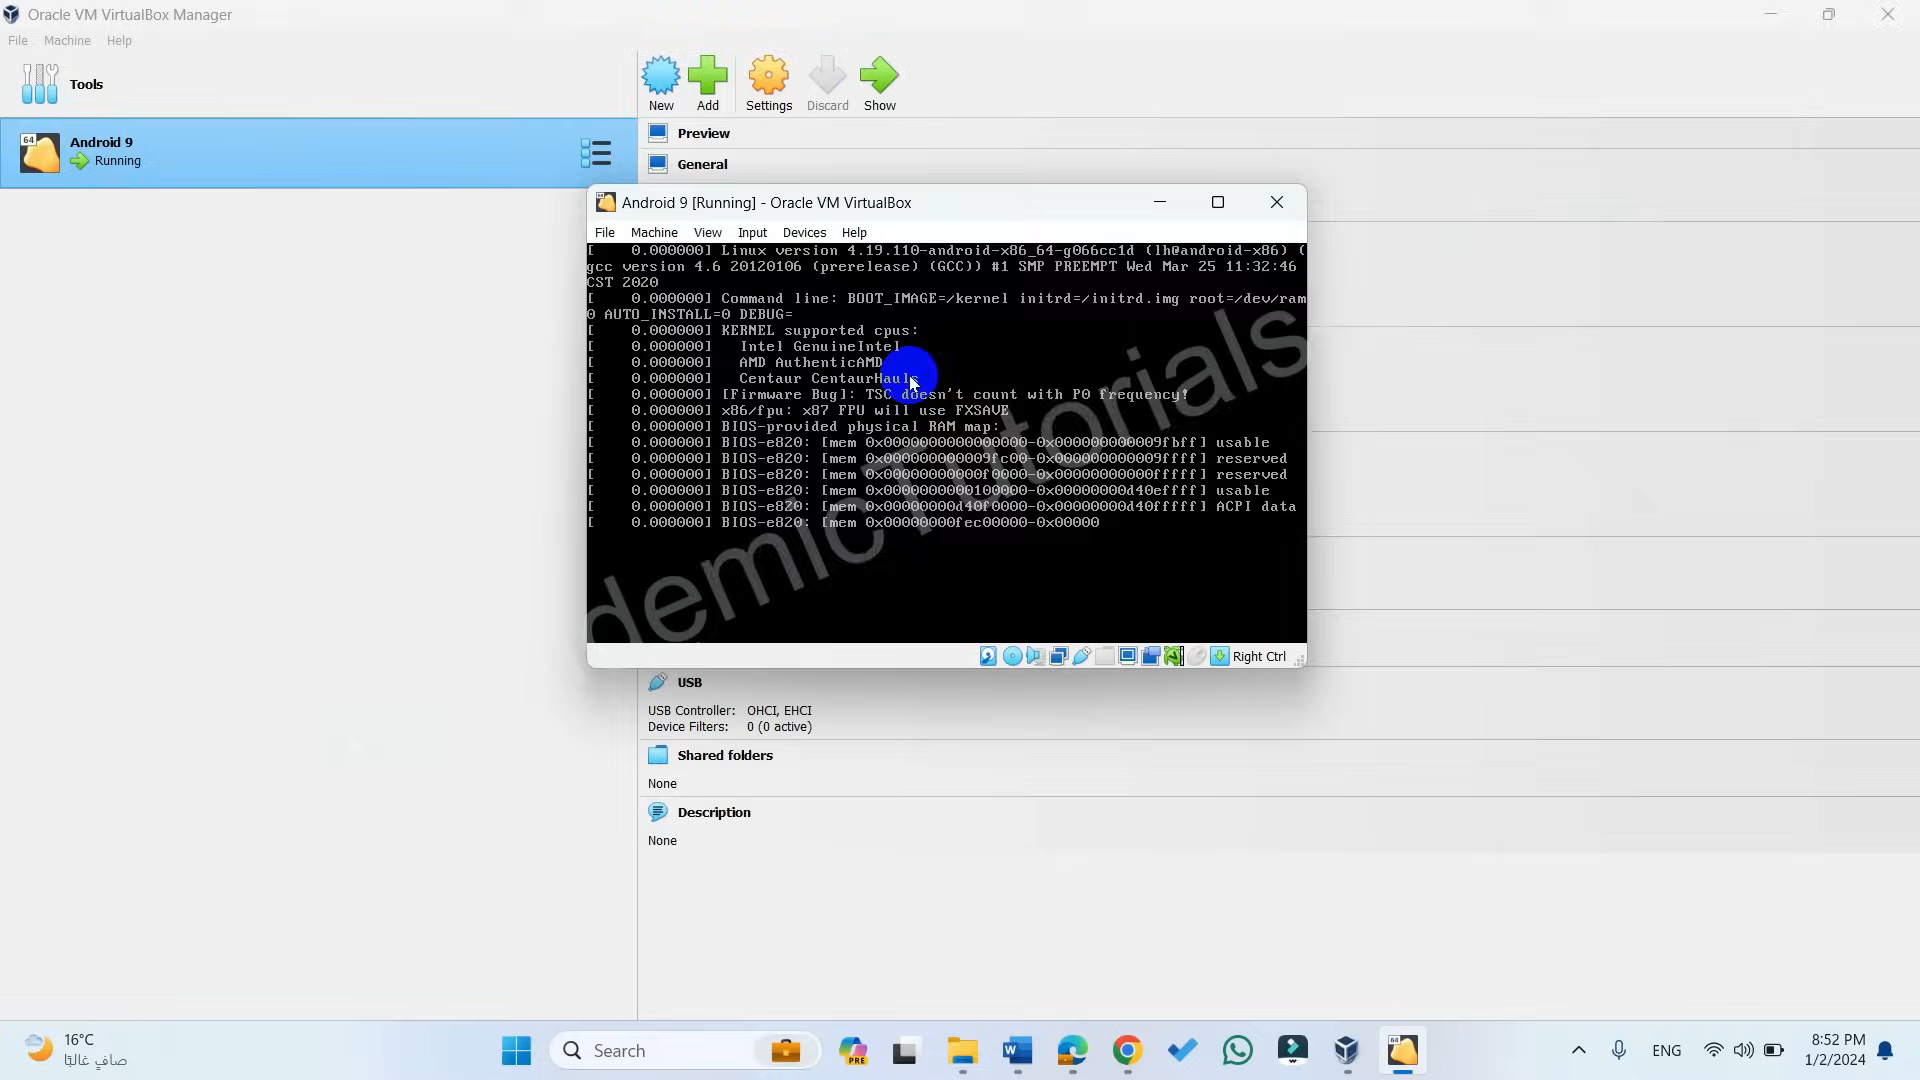 Oracle VM VirtualBox Manager
File Machine Help
Tools
New Add Settings Discard Show
64 Android 9
Running
Preview
General
Android 9 [Running] - Oracle VM VirtualBox
File Machine View Input Devices Help
[    0.000000] Linux version 4.19.110-android-x86_64-g066cc1d (lh@android-x86) (
gcc version 4.6 20120106 (prerelease) (GCC)) #1 SMP PREEMPT Wed Mar 25 11:32:46
CST 2020
[    0.000000] Command line: BOOT_IMAGE=/kernel initrd=/initrd.img root=/dev/ram
0 AUTO_INSTALL=0 DEBUG=
[    0.000000] KERNEL supported cpus:
[    0.000000]   Intel GenuineIntel
[    0.000000]   AMD AuthenticAMD
[    0.000000]   Centaur CentaurHauls
[    0.000000] [Firmware Bug]: TSC doesn't count with P0 frequency!
[    0.000000] x86/fpu: x87 FPU will use FXSAVE
[    0.000000] BIOS-provided physical RAM map:
[    0.000000] BIOS-e820: [mem 0x0000000000000000-0x000000000009fbff] usable
[    0.000000] BIOS-e820: [mem 0x000000000009fc00-0x000000000009ffff] reserved
[    0.000000] BIOS-e820: [mem 0x00000000000f0000-0x00000000000fffff] reserved
[    0.000000] BIOS-e820: [mem 0x0000000000100000-0x00000000d40effff] usable
[    0.000000] BIOS-e820: [mem 0x00000000d40f0000-0x00000000d40fffff] ACPI data
[    0.000000] BIOS-e820: [mem 0x00000000fec00000-0x00000
demicTutorials
Right Ctrl
USB
USB Controller: OHCI, EHCI
Device Filters: 0 (0 active)
Shared folders
None
Description
None
16°C
صافٍ غالبًا
Search
PRE
64
ENG
8:52 PM
1/2/2024